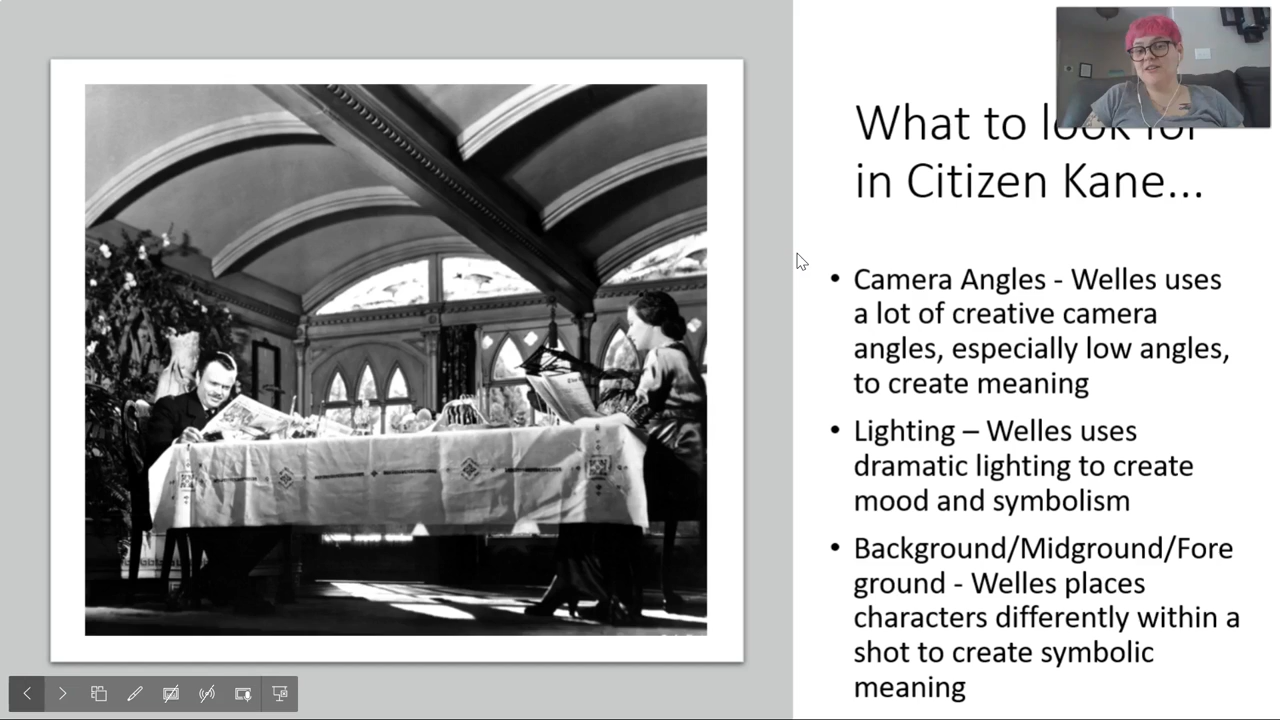 What to look for
in Citizen Kane...
• Camera Angles - Welles uses
a lot of creative camera
angles, especially low angles,
to create meaning
• Lighting – Welles uses
dramatic lighting to create
mood and symbolism
• Background/Midground/Fore
ground - Welles places
characters differently within a
shot to create symbolic
meaning